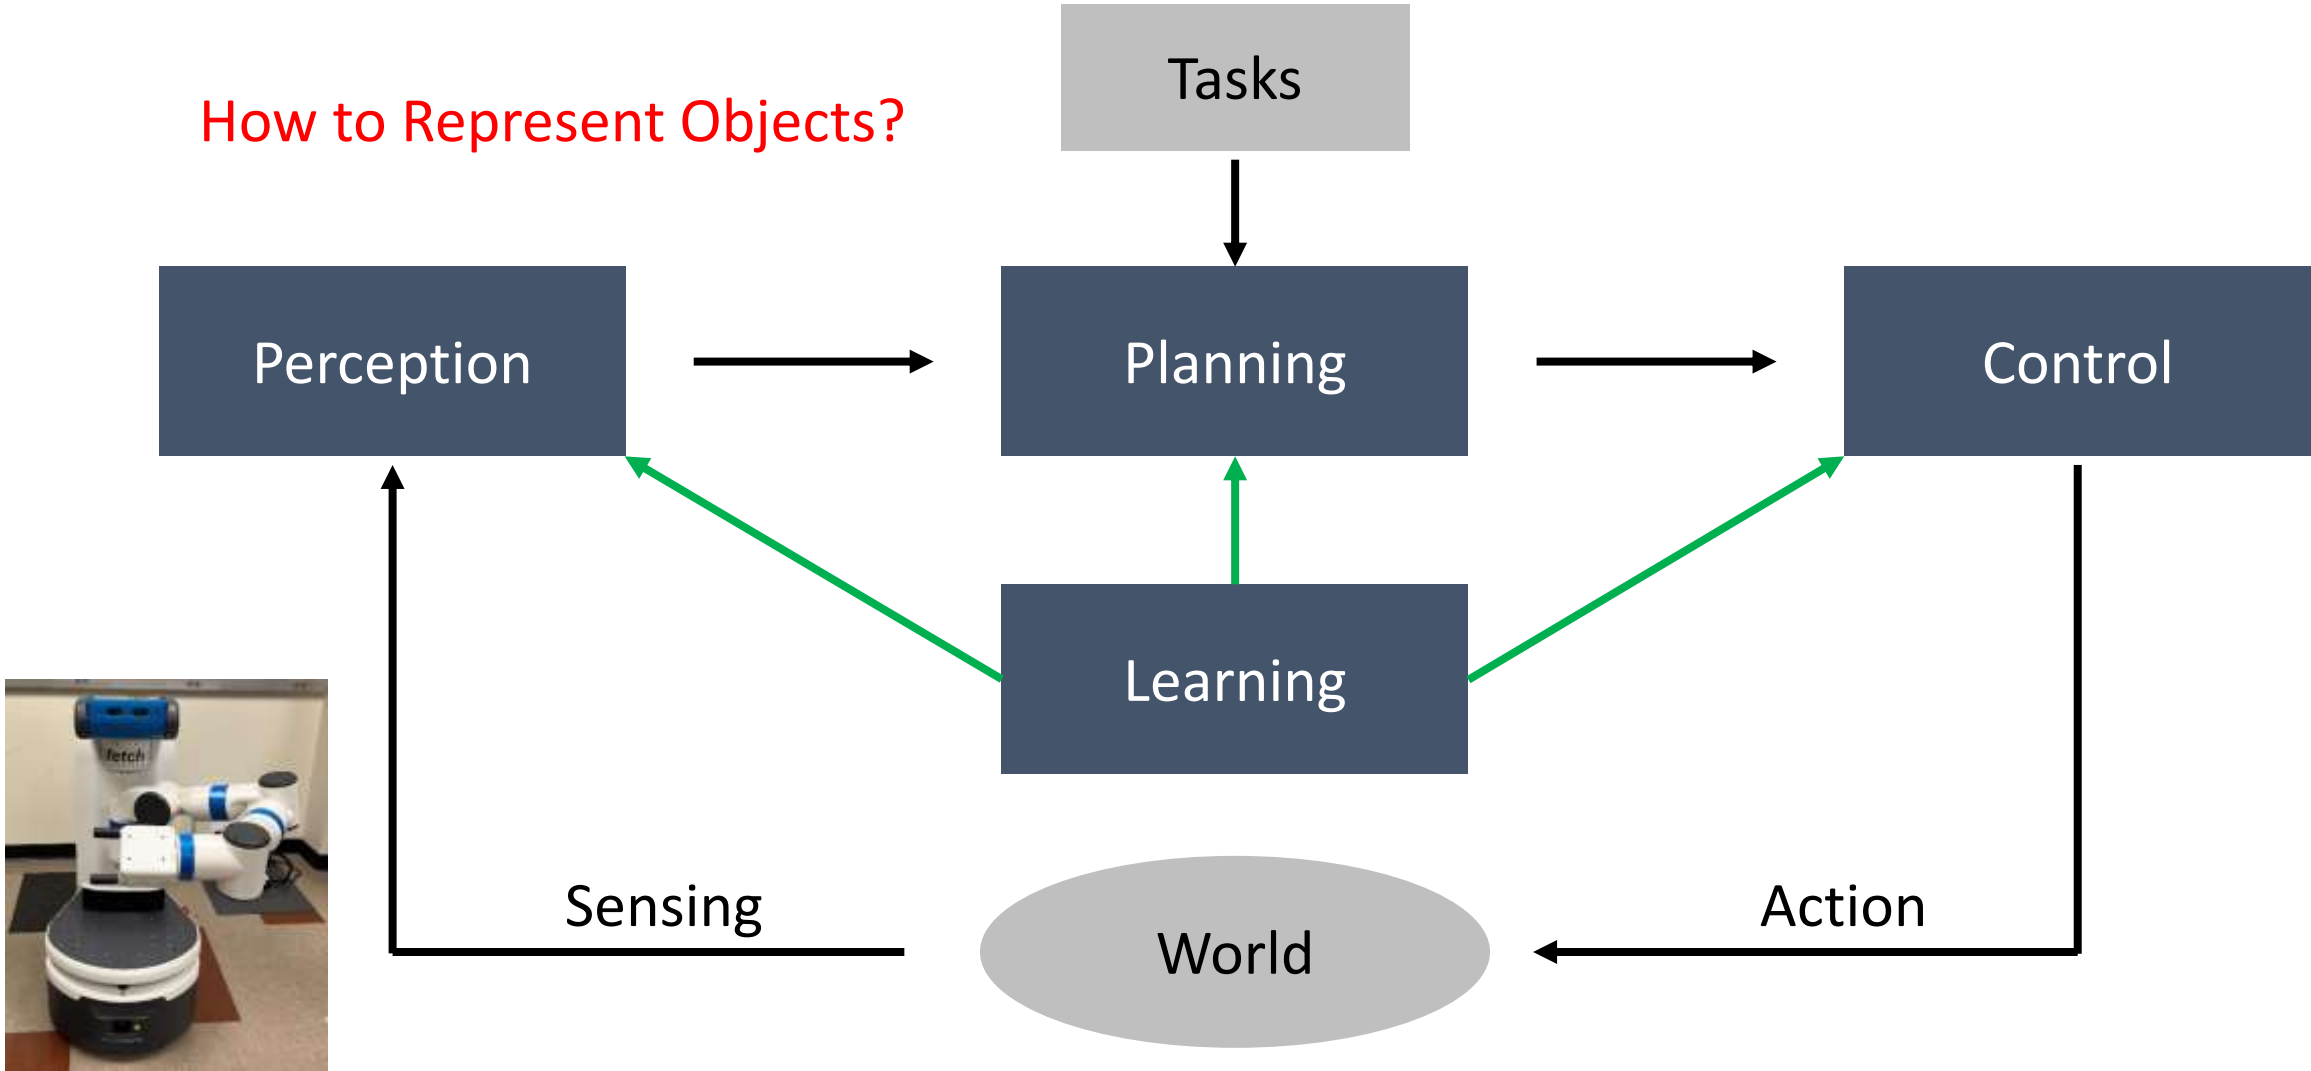 Tasks
How to Represent Objects?
Perception
Planning
Control
Learning
fetch
Sensing
World
Action